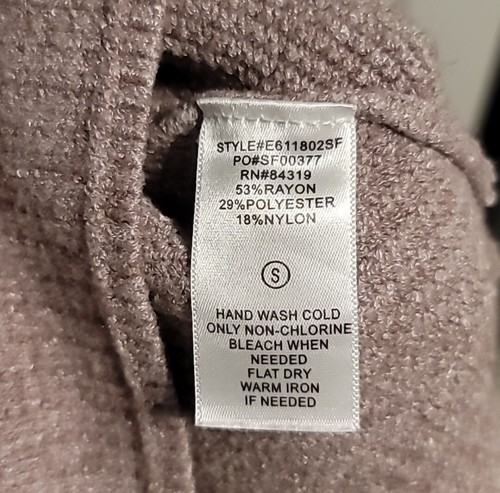 STYLE#E611802SF
PO#SF00377
RN#84319
53%RAYON
29%POLYESTER
18%NYLON
S
HAND WASH COLD
ONLY NON-CHLORINE
BLEACH WHEN
NEEDED
FLAT DRY
WARM IRON
IF NEEDED